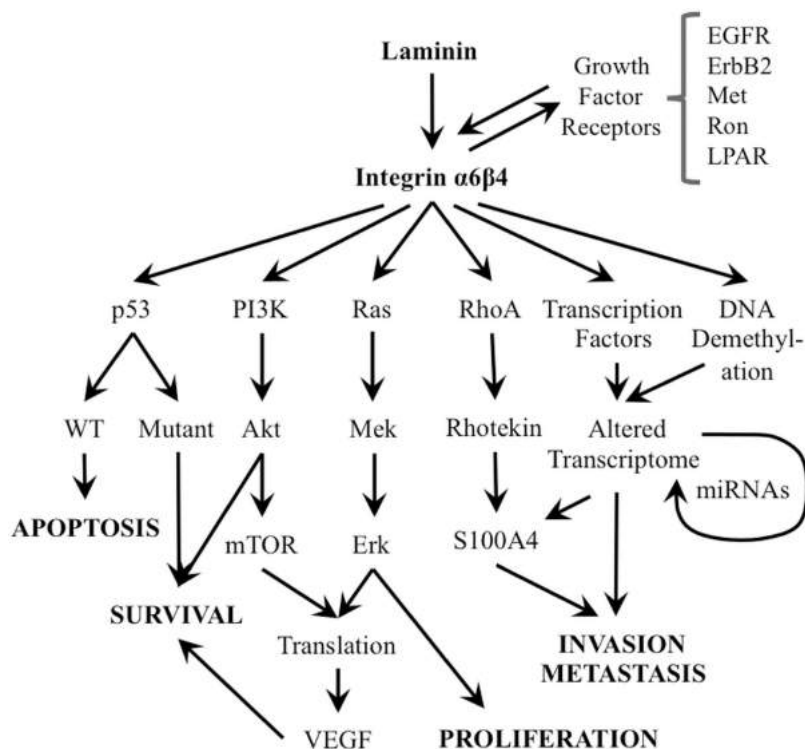 Laminin
Growth
Factor
Receptors
EGFR
ErbB2
Met
Ron
LPAR
Integrin α6β4
p53
PI3K
Ras
RhoA
Transcription
Factors
DNA
Demethyl-
ation
WT
Mutant
Akt
Mek
Rhotekin
Altered
Transcriptome
miRNAs
APOPTOSIS
mTOR
Erk
S100A4
SURVIVAL
Translation
INVASION
METASTASIS
VEGF
PROLIFERATION